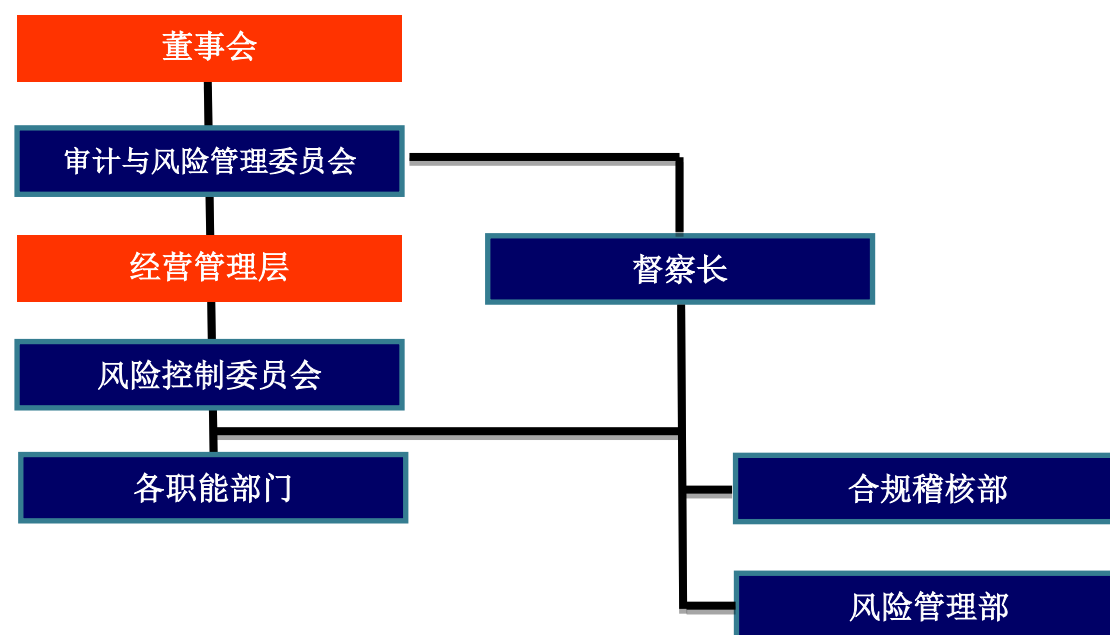 董事会
审计与风险管理委员会
经营管理层
督察长
风险控制委员会
各职能部门
合规稽核部
风险管理部